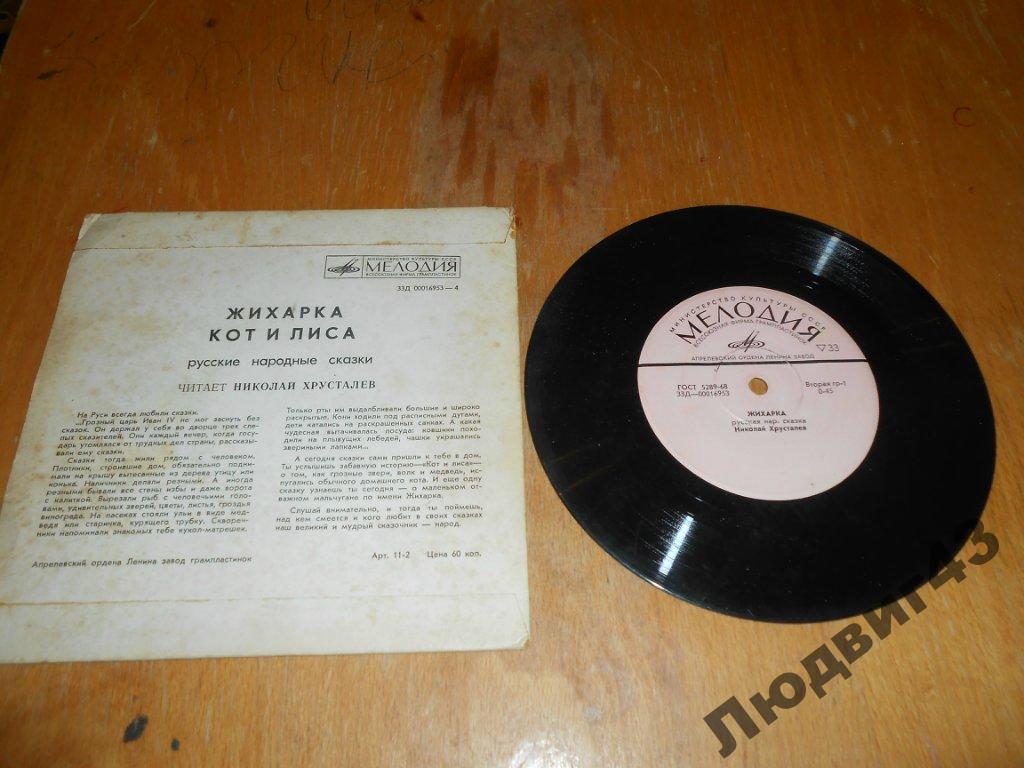 МИНИСТЕРСТВО КУЛЬТУРЫ СССР
МЕЛОДИЯ
ВСЕСОЮЗНАЯ ФИРМА ГРАМПЛАСТИНОК
33Д 00016953—4
ЖИХАРКА
КОТ И ЛИСА
русские народные сказки
ЧИТАЕТ НИКОЛАЙ ХРУСТАЛЕВ
На Руси всегда любили сказки.
„Грозный царь Иван IV не мог заснуть без
сказок. Он держал у себя во дворце трех сле-
пых сказителей. Они каждый вечер, когда госу-
дарь утомлялся от трудных дел страны, рассказы-
вали ему сказки.
Сказки тогда жили рядом с человеком.
Плотники, строившие дом, обязательно подни-
мали на крышу вытесанные из дерева утицу или
конька. Наличники делали резными. А иногда
резными бывали все стены избы и даже ворота
с калиткой. Вырезали рыб с человечьими голо-
вами, удивительных зверей, цветы, листья, гроздья
винограда. На пасеках стояли ульи в виде мед-
ведя или старичка, курящего трубку. Скворечни-
ки напоминали знакомых тебе кукол-матрешек.
Только рты им выдалбливали большие и широко
раскрытые. Кони ходили под расписными дугами,
дети катались на раскрашенных санках. А какая
чудесная вытачивалась посуда: ковшики похо-
дили на плывущих лебедей, чашки украшались
звериными лапками...
А сегодня сказки сами пришли к тебе в дом.
Ты услышишь забавную историю—«Кот и лиса»—
о том, как грозные звери, волк и медведь, ис-
пугались обычного домашнего кота. И еще одну
сказку узнаешь ты сегодня — о маленьком от-
важном мальчугане по имени Жихарка.
Слушай внимательно, и тогда ты поймешь,
над кем смеется и кого любит в своих сказках
наш великий и мудрый сказочник — народ.
Апрелевский ордена Ленина завод грампластинок
Арт. 11-2 Цена 60 коп.
МИНИСТЕРСТВО КУЛЬТУРЫ СССР
МЕЛОДИЯ
ВСЕСОЮЗНАЯ ФИРМА ГРАМПЛАСТИНОК
▽33
АПРЕЛЕВСКИЙ ОРДЕНА ЛЕНИНА ЗАВОД
ГОСТ 5289-68
33Д—00016953
Вторая гр-1
0-45
ЖИХАРКА
русская нар. сказка
Николай Хрусталев
Людвиг43